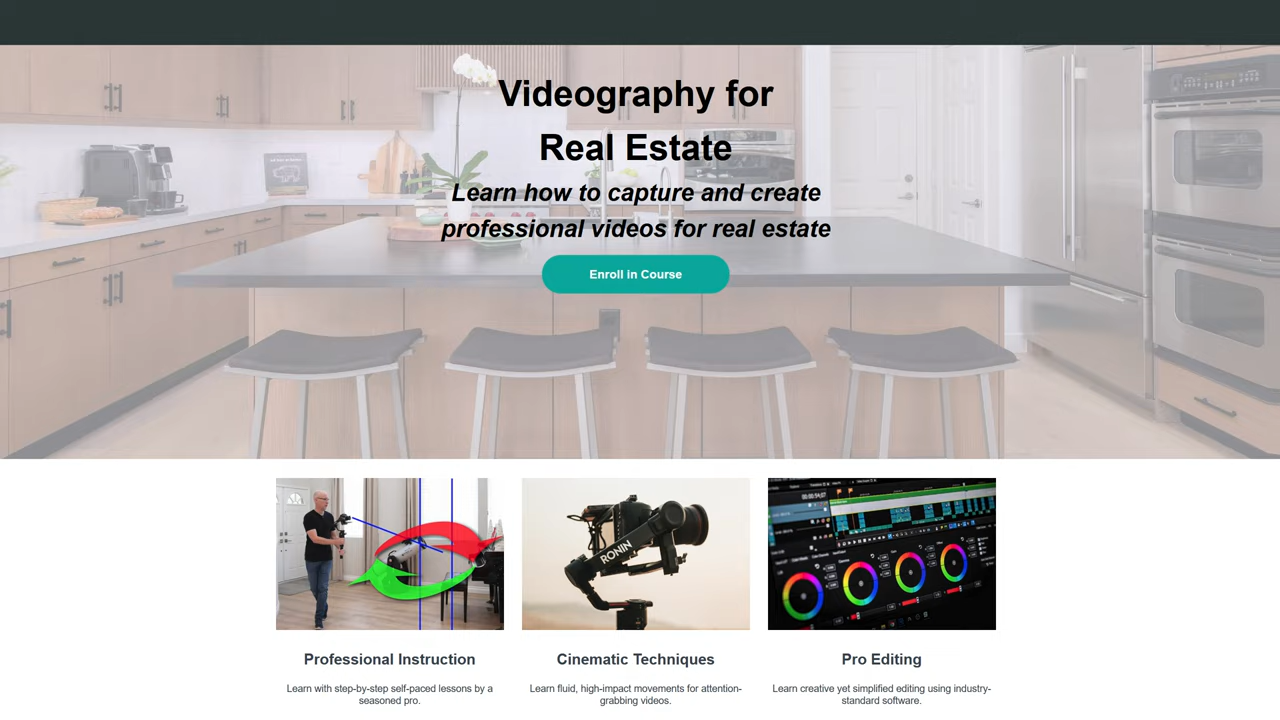 Videography for
Real Estate
Learn how to capture and create
professional videos for real estate
Enroll in Course
RONIN
Professional Instruction
Cinematic Techniques
Pro Editing
Learn with step-by-step self-paced lessons by a
seasoned pro.
Learn fluid, high-impact movements for attention-
grabbing videos.
Learn creative yet simplified editing using industry-
standard software.